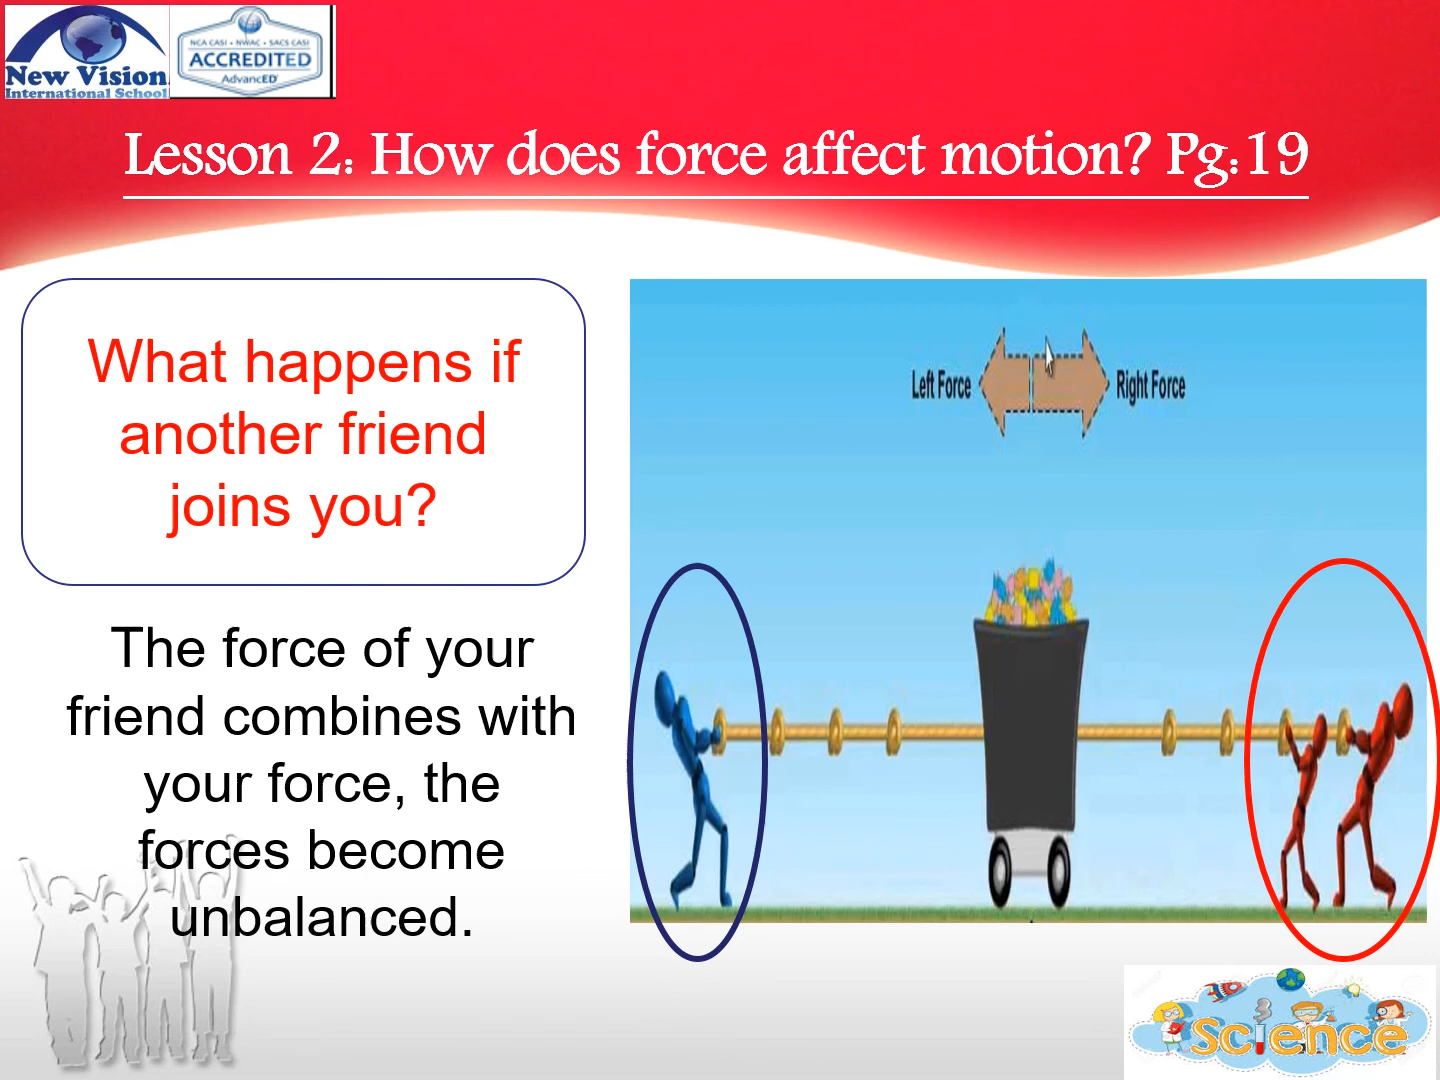 New Vision
International School
NCA CASI • NWAC • SACS CASI
ACCREDITED
AdvancED
Lesson 2: How does force affect motion? Pg:19
What happens if
another friend
joins you?
The force of your
friend combines with
your force, the
forces become
unbalanced.
Left Force
Right Force
Science